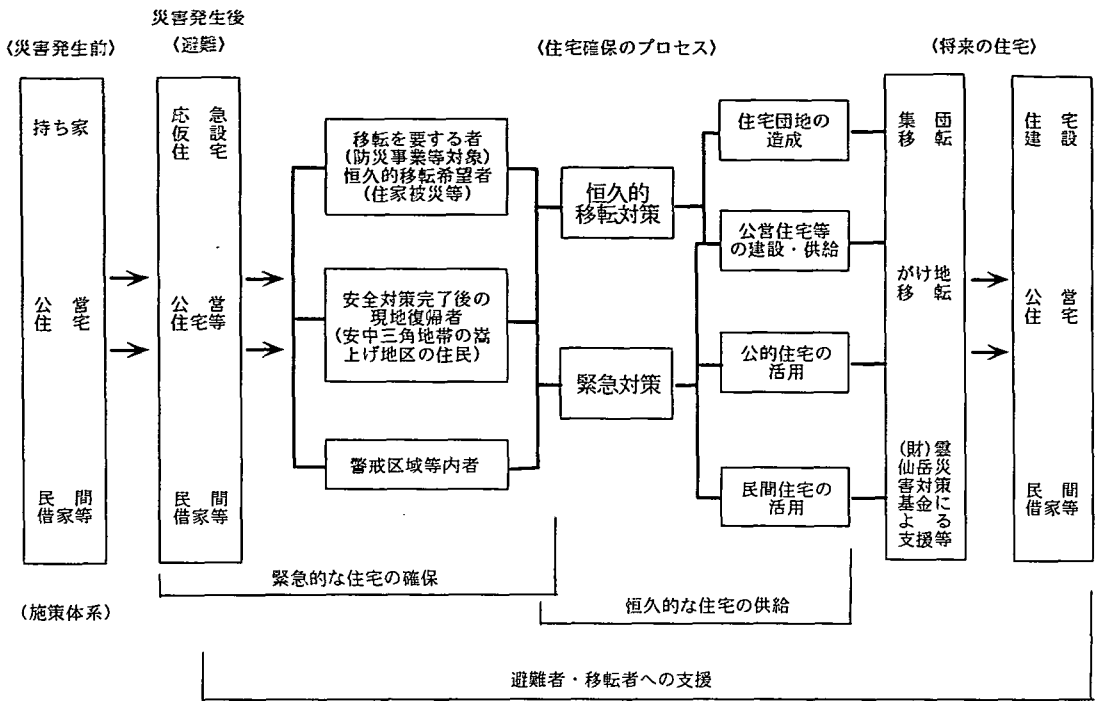 災害発生後
〈災害発生前〉
〈避難〉
〈住宅確保のプロセス〉
〈将来の住宅〉
持ち家
公営
住宅
民間
借家等
応急
仮設
住宅
公営
住宅等
民間
借家等
移転を要する者
(防災事業等対象)
恒久的移転希望者
(住家被災等)
安全対策完了後の
現地復帰者
(安中三角地帯の嵩
上げ地区の住民)
警戒区域等内者
恒久的
移転対策
緊急対策
住宅団地の
造成
公営住宅等
の建設・供給
公的住宅の
活用
民間住宅の
活用
集団
移転
がけ地
移転
(財)雲
仙岳災
害対策
基金に
よる
支援等
住宅
建設
公営
住宅
民間
借家等
緊急的な住宅の確保
恒久的な住宅の供給
(施策体系)
避難者・移転者への支援